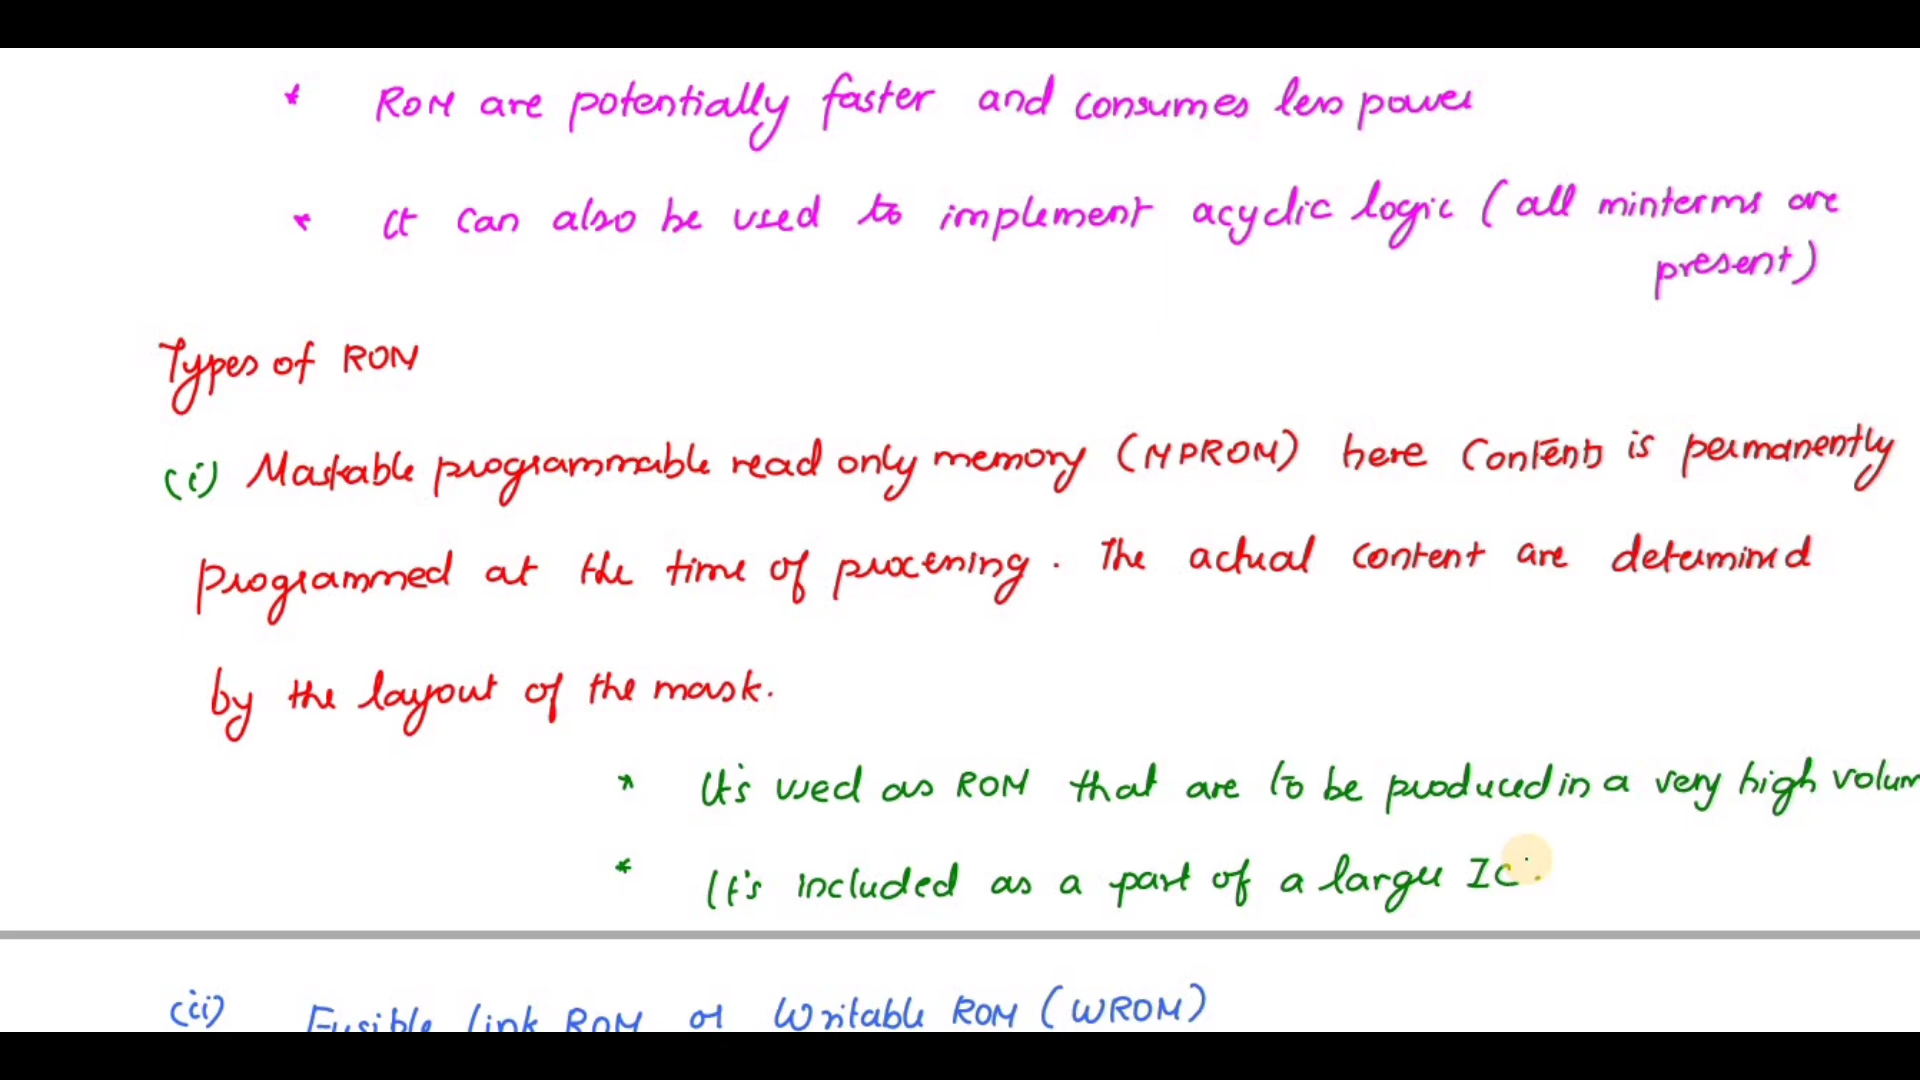 * ROM are potentially faster and consumes less power
* It can also be used to implement acyclic logic (all minterms are
present)
Types of ROM
(i) Maskable programmable read only memory (MPROM) here Contents is permanently
programmed at the time of processing. The actual content are determined
by the layout of the mask.
* It's used as ROM that are to be produced in a very high volum
* It's included as a part of a larger IC.
(ii) Fusible link ROM or Writable ROM (WROM)